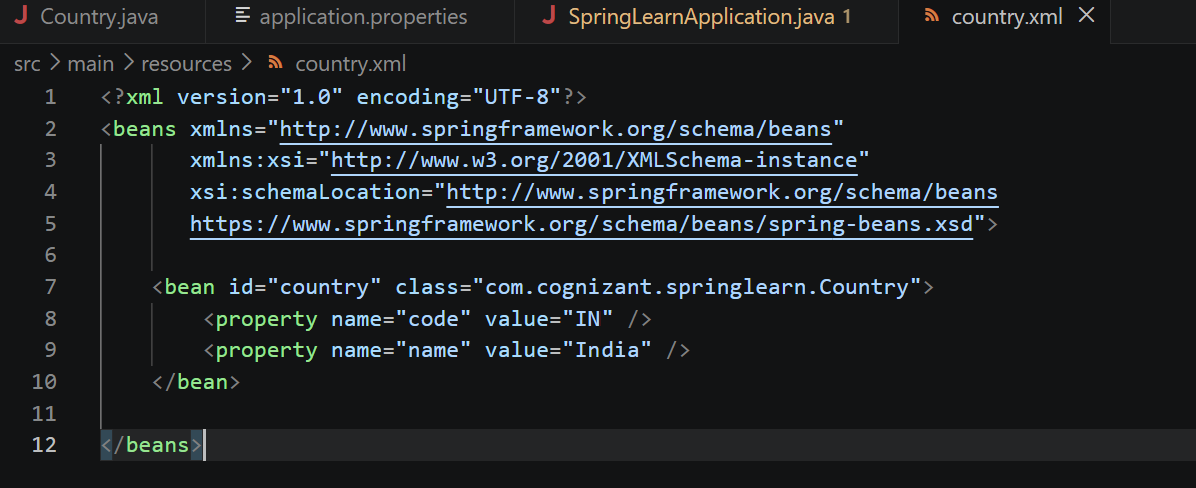 Country.java application.properties SpringLearnApplication.java 1 country.xml
src > main > resources > country.xml
1 <?xml version="1.0" encoding="UTF-8"?>
2 <beans xmlns="http://www.springframework.org/schema/beans"
3 xmlns:xsi="http://www.w3.org/2001/XMLSchema-instance"
4 xsi:schemaLocation="http://www.springframework.org/schema/beans
5 https://www.springframework.org/schema/beans/spring-beans.xsd">
6
7 <bean id="country" class="com.cognizant.springlearn.Country">
8 <property name="code" value="IN" />
9 <property name="name" value="India" />
10 </bean>
11
12 </beans>